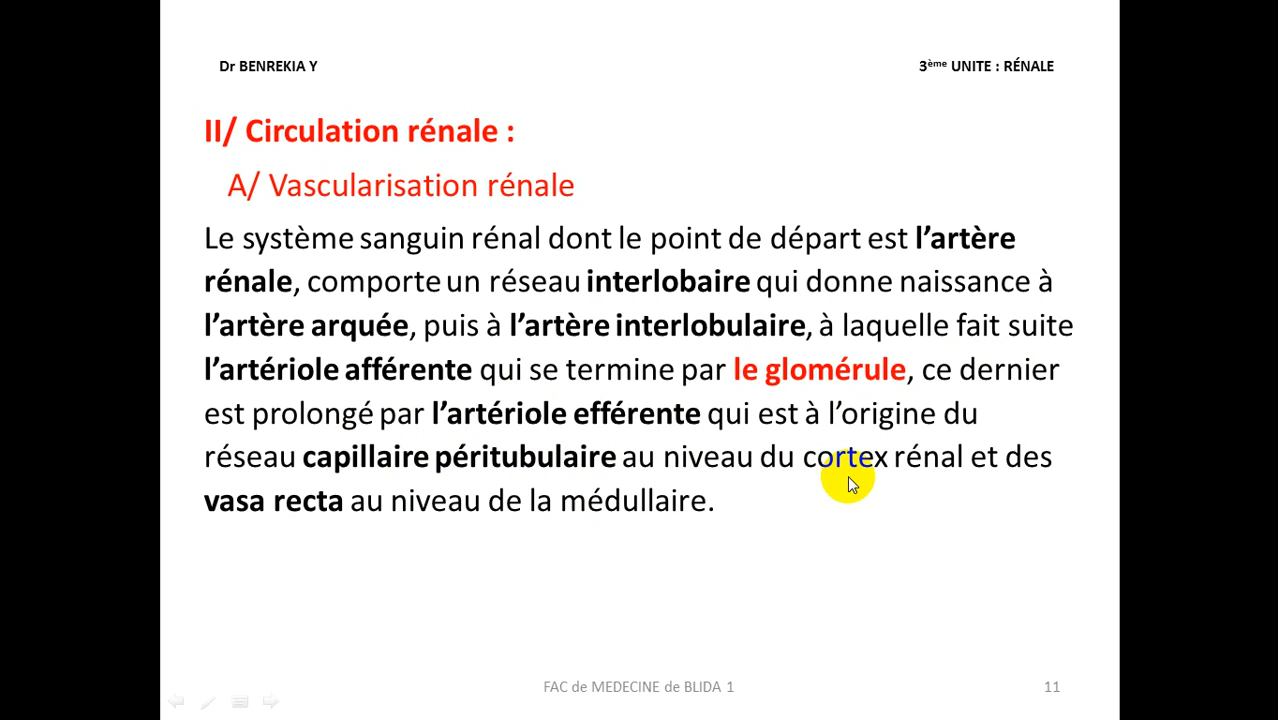 Dr BENREKIA Y
3ème UNITE : RÉNALE
II/ Circulation rénale :
A/ Vascularisation rénale
Le système sanguin rénal dont le point de départ est l’artère
rénale, comporte un réseau interlobaire qui donne naissance à
l’artère arquée, puis à l’artère interlobulaire, à laquelle fait suite
l’artériole afférente qui se termine par le glomérule, ce dernier
est prolongé par l’artériole efférente qui est à l’origine du
réseau capillaire péritubulaire au niveau du cortex rénal et des
vasa recta au niveau de la médullaire.
FAC de MEDECINE de BLIDA 1
11